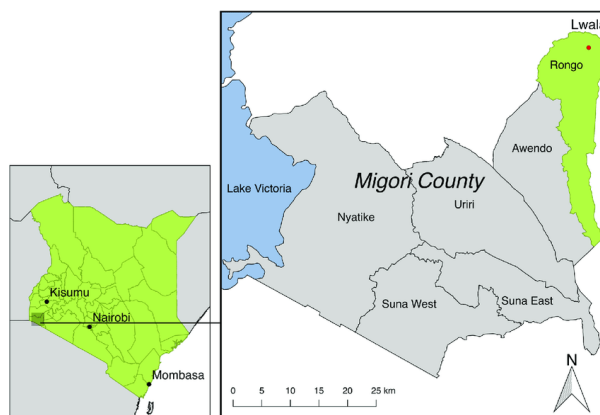 Lwala
Rongo
Awendo
Lake Victoria
Migori County
Uriri
Nyatike
Suna West
Suna East
Kisumu
Nairobi
Mombasa
N
0 5 10 15 20 25 km